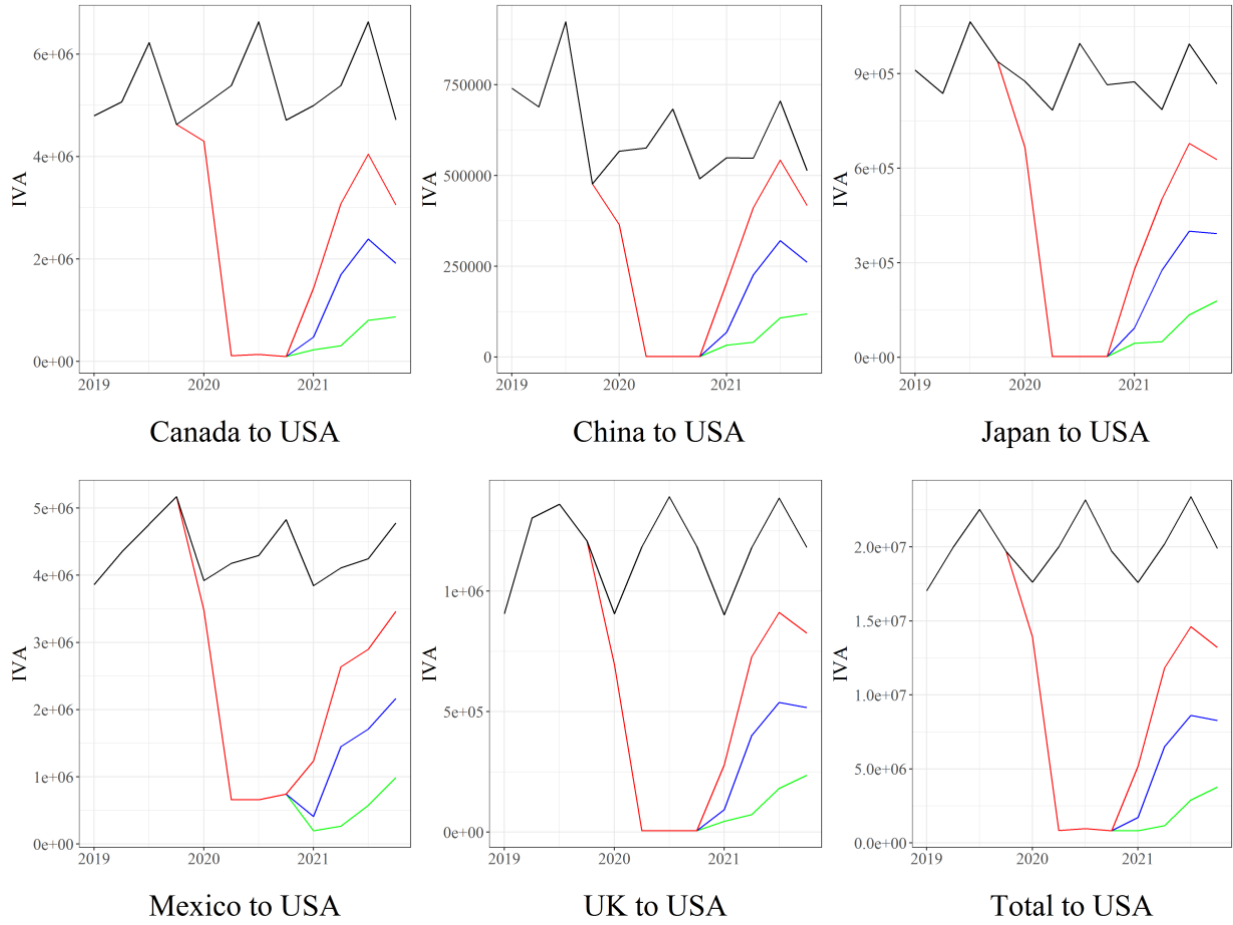 IVA
6e+06
4e+06
2e+06
0e+00
2019 2020 2021
Canada to USA
IVA
750000
500000
250000
0
2019 2020 2021
China to USA
IVA
9e+05
6e+05
3e+05
0e+00
2019 2020 2021
Japan to USA
IVA
5e+06
4e+06
3e+06
2e+06
1e+06
0e+00
2019 2020 2021
Mexico to USA
IVA
1e+06
5e+05
0e+00
2019 2020 2021
UK to USA
IVA
2.0e+07
1.5e+07
1.0e+07
5.0e+06
0.0e+00
2019 2020 2021
Total to USA